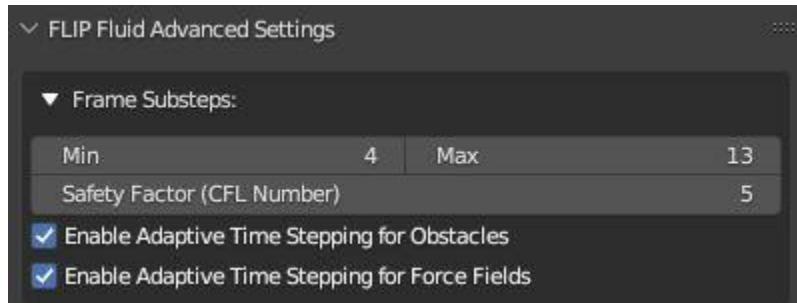 FLIP Fluid Advanced Settings
Frame Substeps:
Min 4 Max 13
Safety Factor (CFL Number) 5
Enable Adaptive Time Stepping for Obstacles
Enable Adaptive Time Stepping for Force Fields